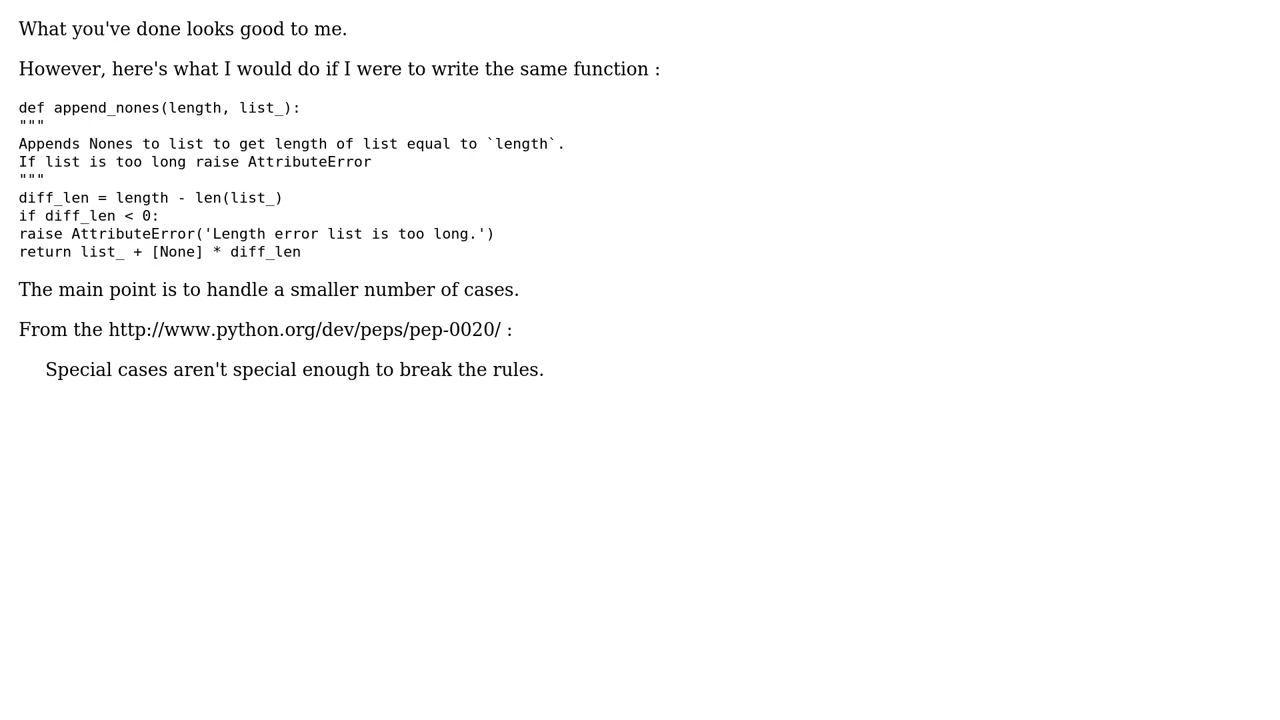 What you've done looks good to me.
However, here's what I would do if I were to write the same function :
def append_nones(length, list_):
"""
Appends Nones to list to get length of list equal to `length`.
If list is too long raise AttributeError
"""
diff_len = length - len(list_)
if diff_len < 0:
raise AttributeError('Length error list is too long.')
return list_ + [None] * diff_len
The main point is to handle a smaller number of cases.
From the http://www.python.org/dev/peps/pep-0020/ :
Special cases aren't special enough to break the rules.